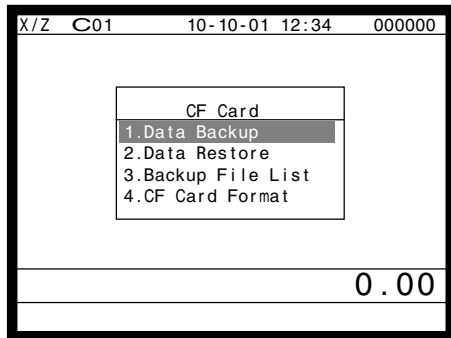 X/Z C01 10-10-01 12:34 000000
CF Card
1.Data Backup
2.Data Restore
3.Backup File List
4.CF Card Format
0.00